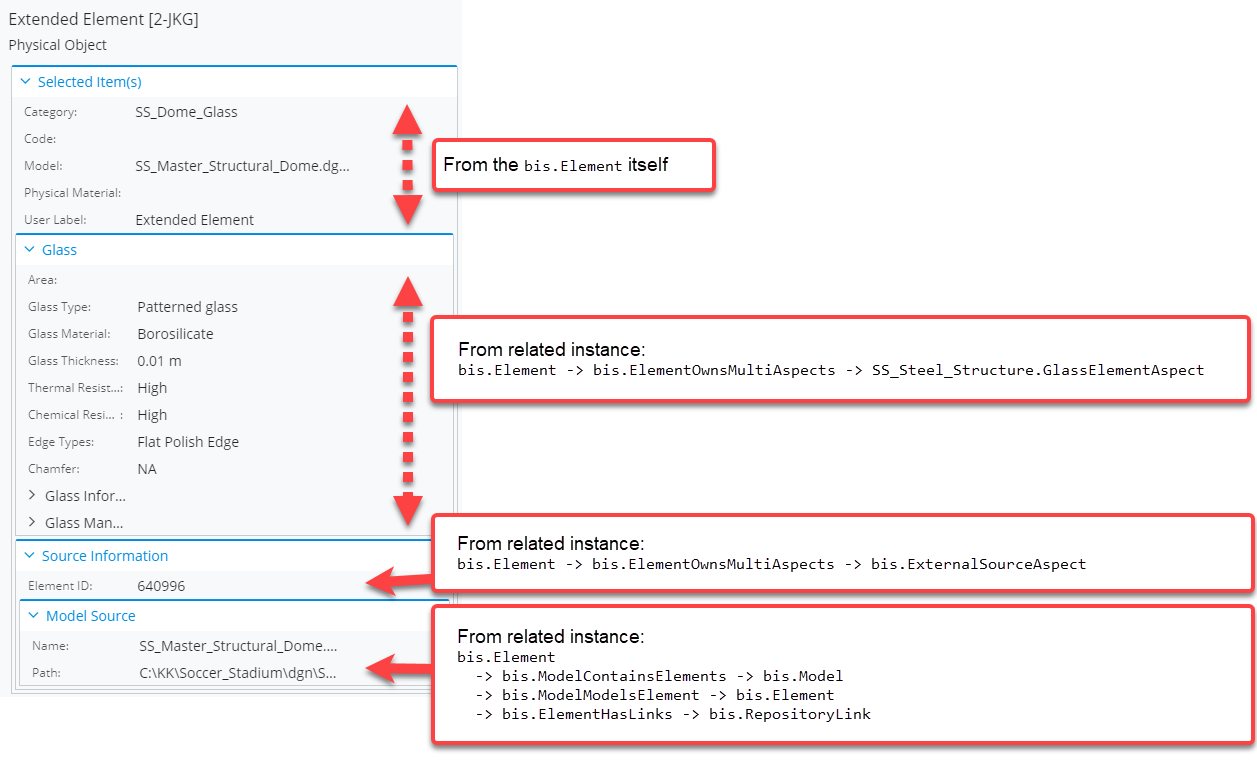 Extended Element [2-JKG]
Physical Object
Selected Item(s)
Category: SS_Dome_Glass
Code:
Model: SS_Master_Structural_Dome.dg...
Physical Material:
User Label: Extended Element
From the bis.Element itself
Glass
Area:
Glass Type: Patterned glass
Glass Material: Borosilicate
Glass Thickness: 0.01 m
Thermal Resist...: High
Chemical Resi... : High
Edge Types: Flat Polish Edge
Chamfer: NA
Glass Infor...
Glass Man...
From related instance:
bis.Element -> bis.ElementOwnsMultiAspects -> SS_Steel_Structure.GlassElementAspect
Source Information
Element ID: 640996
From related instance:
bis.Element -> bis.ElementOwnsMultiAspects -> bis.ExternalSourceAspect
Model Source
Name: SS_Master_Structural_Dome....
Path: C:\KK\Soccer_Stadium\dgn\S...
From related instance:
bis.Element
-> bis.ModelContainsElements -> bis.Model
-> bis.ModelModelsElement -> bis.Element
-> bis.ElementHasLinks -> bis.RepositoryLink